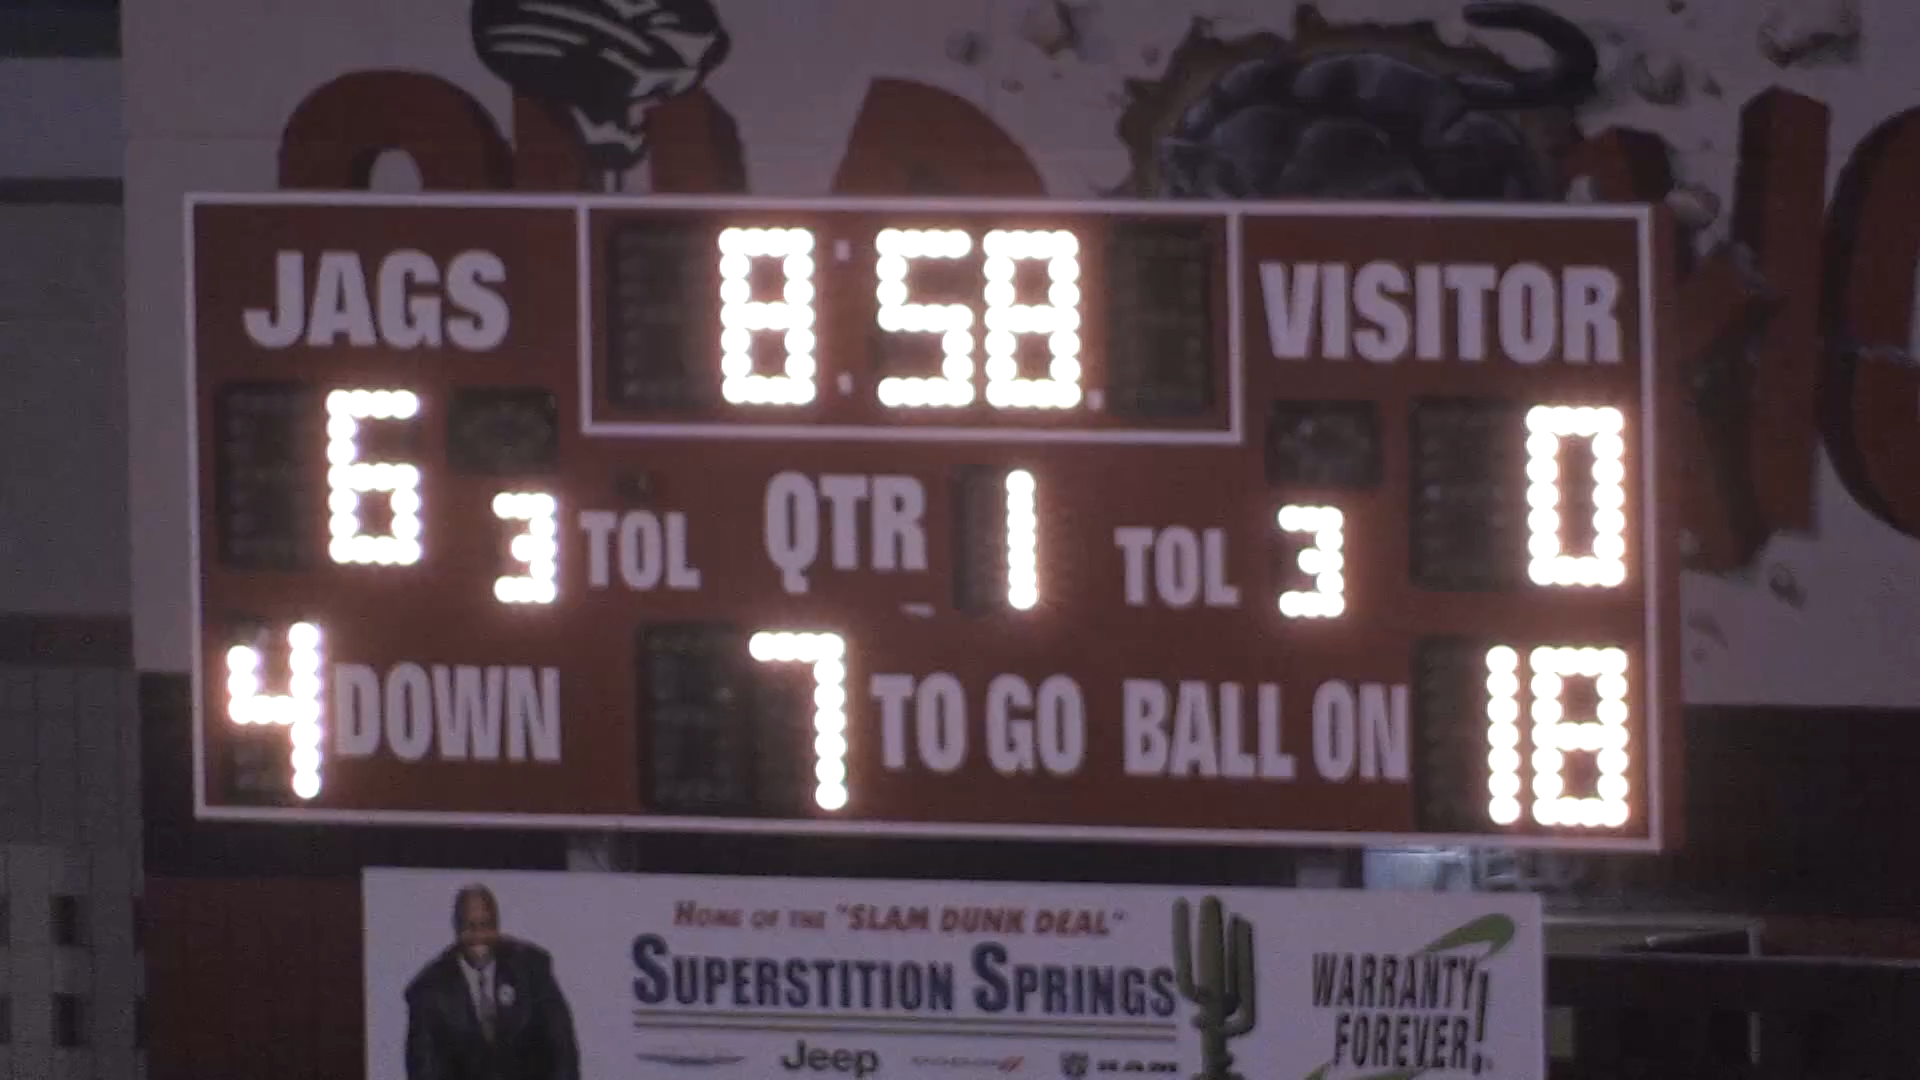 JAGS 8:58 VISITOR
6 3 TOL QTR 1 TOL 3 0
4 DOWN 7 TO GO BALL ON 18
HOME OF THE "SLAM DUNK DEAL"
SUPERSTITION SPRINGS
Jeep RAM
WARRANTY
FOREVER!